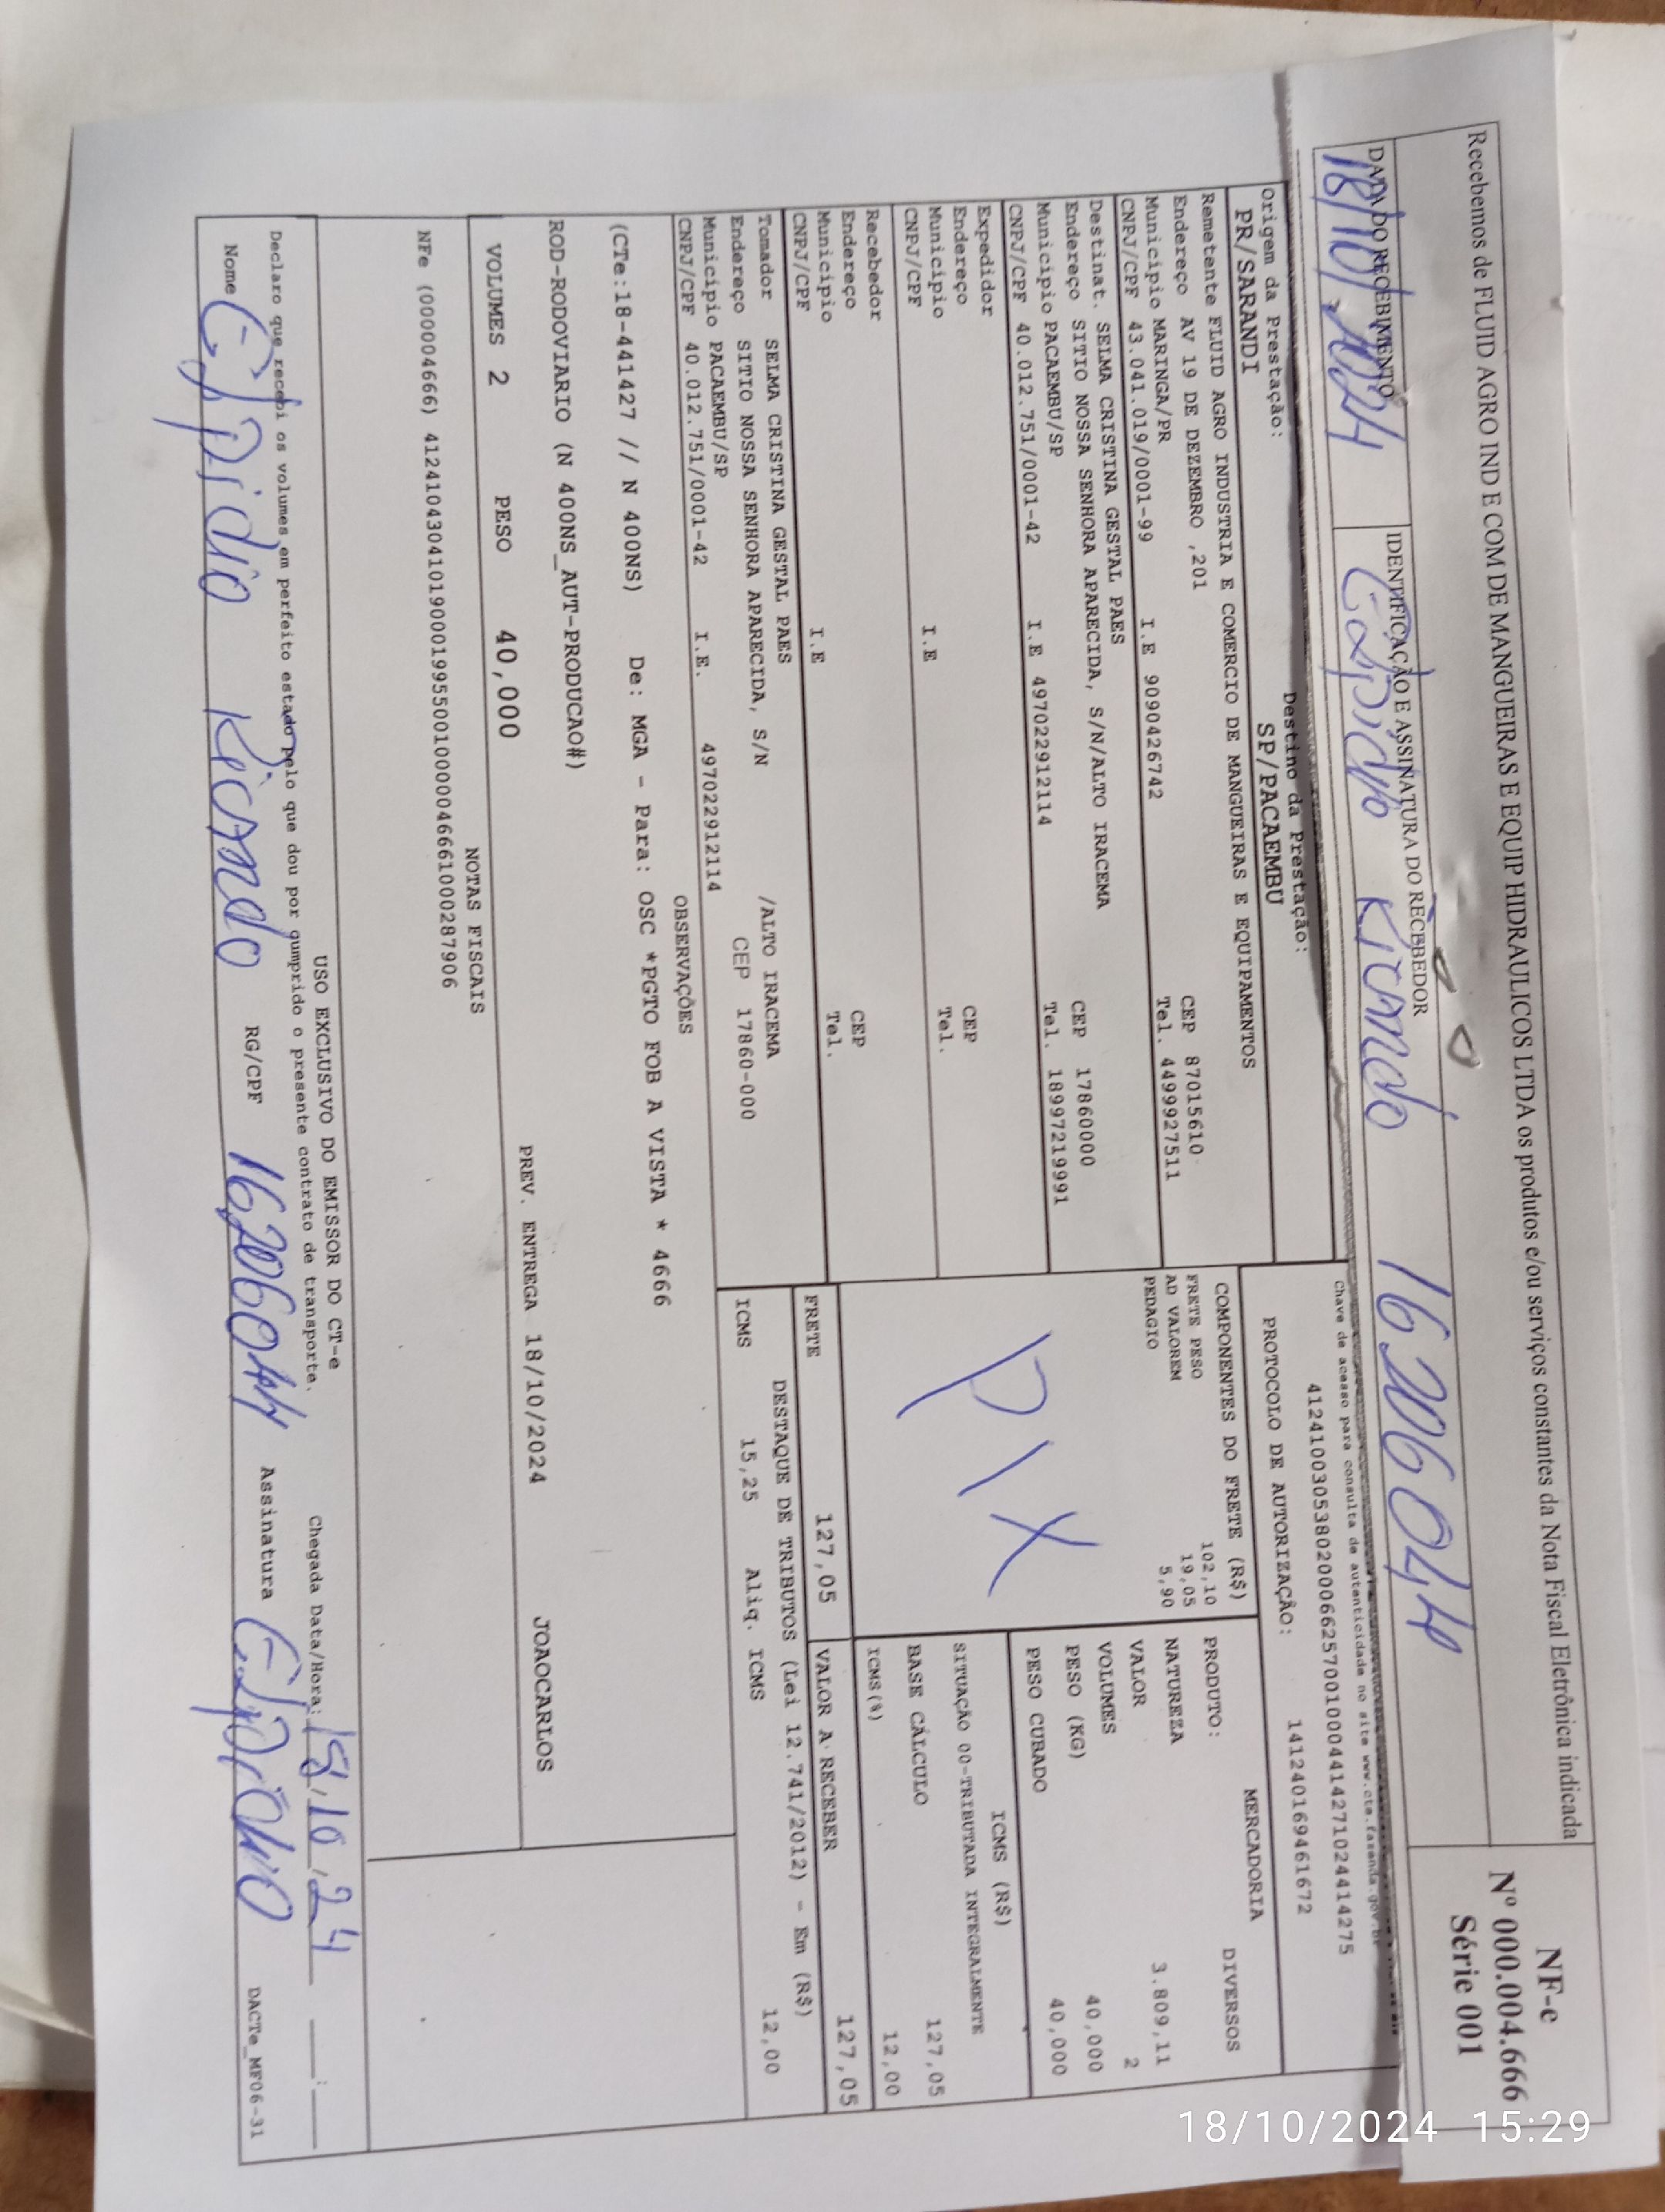 Recebemos de FLUID AGRO IND E COM DE MANGUEIRAS E EQUIP HIDRAULICOS LTDA os produtos e/ou serviços constantes da Nota Fiscal Eletrônica indicada
NF-e
Nº 000.004.666
Série 001
DATA DO RECEBIMENTO
18/10/2024
IDENTIFICAÇÃO E ASSINATURA DO RECEBEDOR
Elpidio Kiomdo 16206044
Chave de acesso para consulta de autenticidade no site www.cte.fazenda.gov.br
41241003053802000662570010004414271024414275
PROTOCOLO DE AUTORIZAÇÃO: 141240169461672
Origem da Prestação: Destino da Prestação:
PR/SARANDI SP/PACAEMBU
Remetente FLUID AGRO INDUSTRIA E COMERCIO DE MANGUEIRAS E EQUIPAMENTOS
Endereço AV 19 DE DEZEMBRO ,201 CEP 87015610
Municipio MARINGA/PR Tel. 44999927511
CNPJ/CPF 43.041.019/0001-99 I.E 9090426742
Destinat. SELMA CRISTINA GESTAL PAES
Endereço SITIO NOSSA SENHORA APARECIDA, S/N/ALTO IRACEMA CEP 17860000
Municipio PACAEMBU/SP Tel. 18997219991
CNPJ/CPF 40.012.751/0001-42 I.E 497022912114
Expedidor
Endereço CEP
Municipio Tel.
CNPJ/CPF I.E
Recebedor
Endereço CEP
Município Tel.
CNPJ/CPF I.E
Tomador SELMA CRISTINA GESTAL PAES
Endereço SITIO NOSSA SENHORA APARECIDA, S/N /ALTO IRACEMA
Município PACAEMBU/SP CEP 17860-000
CNPJ/CPF 40.012.751/0001-42 I.E. 497022912114
COMPONENTES DO FRETE (R$)
FRETE PESO 102,10
AD VALOREM 19,05
PEDAGIO 5,90
PIX
FRETE 127,05
MERCADORIA
PRODUTO: DIVERSOS
NATUREZA
VALOR 3.809,11
VOLUMES 2
PESO (KG) 40,000
PESO CUBADO 40,000
ICMS (R$)
SITUAÇÃO 00-TRIBUTADA INTEGRALMENTE
BASE CÁLCULO 127,05
ICMS(%) 12,00
VALOR A RECEBER 127,05
DESTAQUE DE TRIBUTOS (Lei 12.741/2012) - Em (R$)
ICMS 15,25 Aliq. ICMS 12,00
OBSERVAÇÕES
(CTe:18-441427 // N 400NS) De: MGA - Para: OSC *PGTO FOB A VISTA * 4666
ROD-RODOVIARIO (N 400NS_AUT-PRODUCAO#)
VOLUMES 2 PESO 40,000 PREV. ENTREGA 18/10/2024 JOAOCARLOS
NOTAS FISCAIS
NFe (000004666) 41241043041019000199550010000046661000287906
USO EXCLUSIVO DO EMISSOR DO CT-e
Declaro que recebi os volumes em perfeito estado pelo que dou por cumprido o presente contrato de transporte. Chegada Data/Hora: 18,10,24 :
Nome Elpidio Kiomdo RG/CPF 16206044 Assinatura Elpidio
DACTe_MF06-31
18/10/2024 15:29